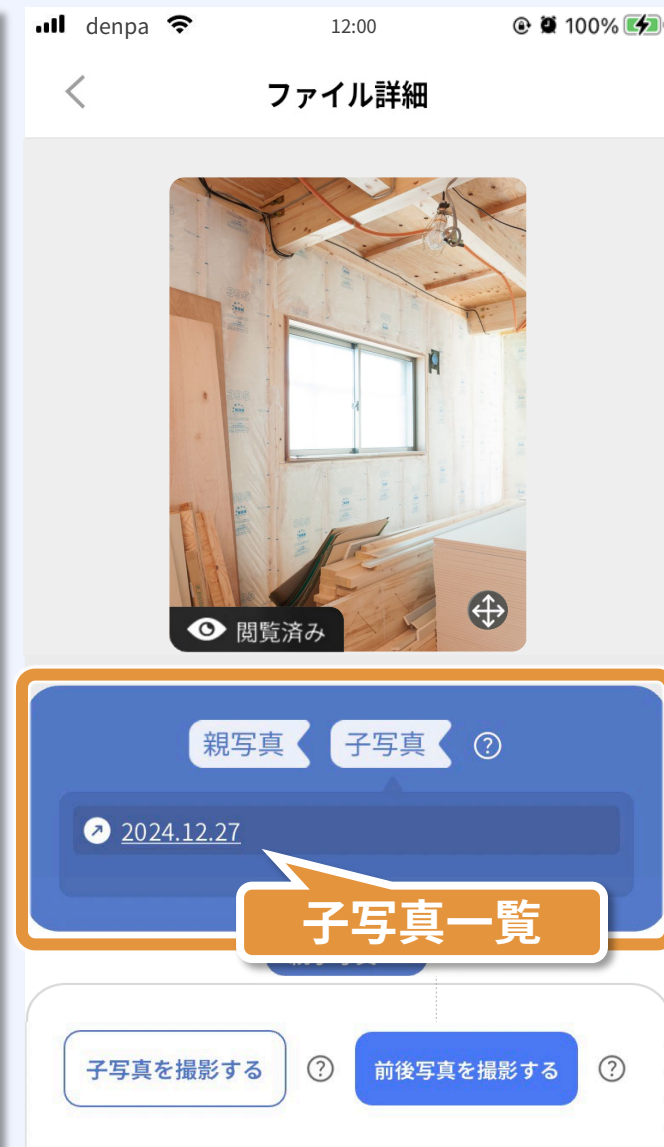 denpa 12:00 100%
ファイル詳細
閲覧済み
親写真 子写真 ?
2024.12.27
子写真一覧
子写真を撮影する ? 前後写真を撮影する ?